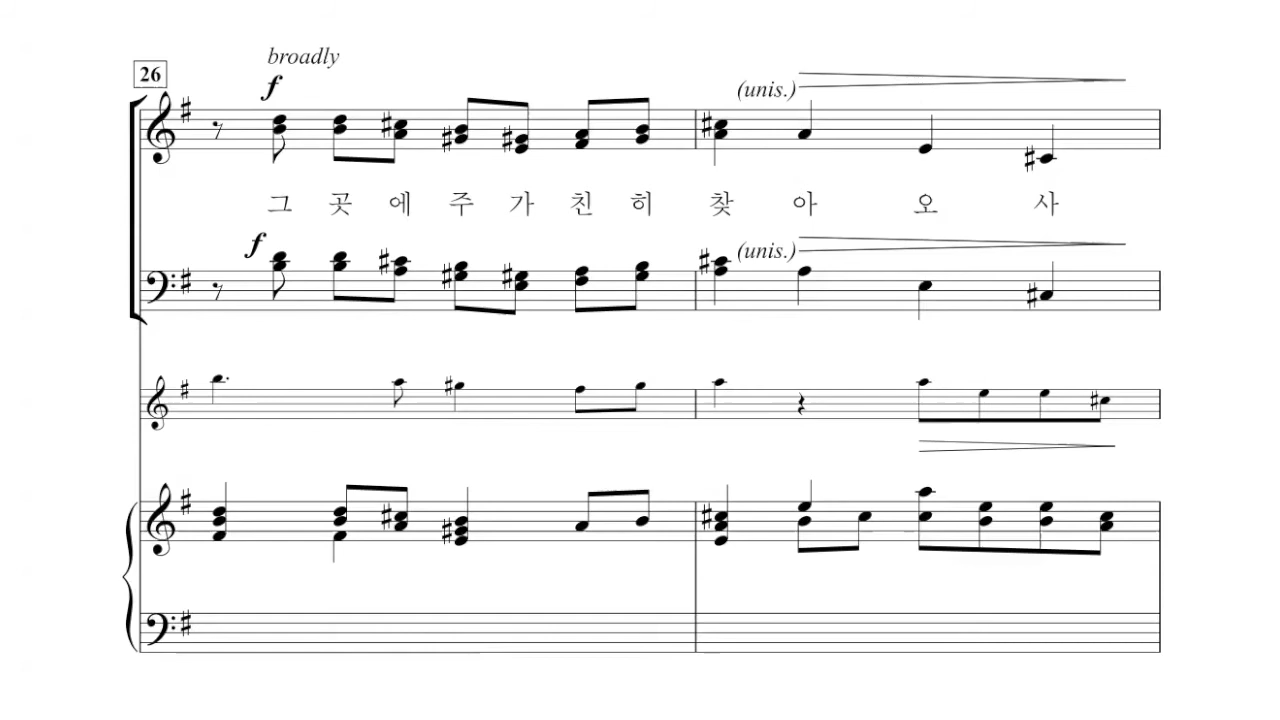 broadly
26
f
(unis.)
그 곳 에 주 가 친 히 찾 아 오 사
f
(unis.)